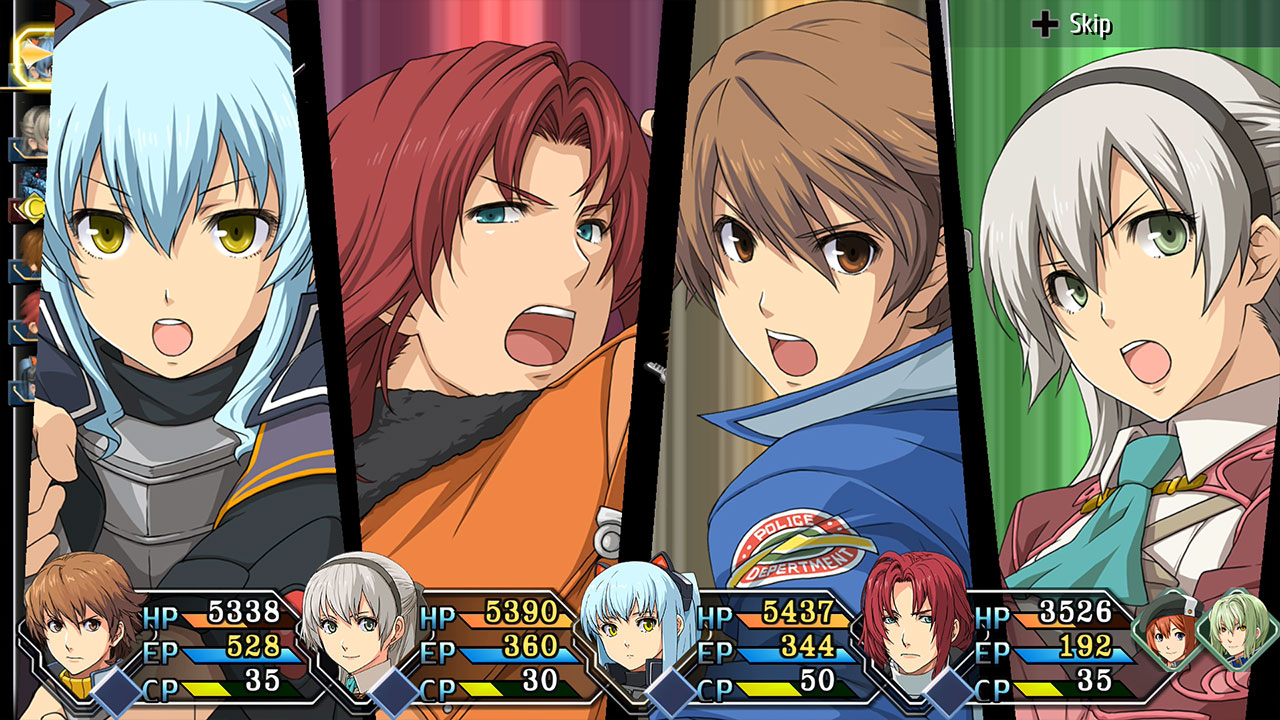 + Skip
POLICE
DEPERTMENT
HP 5338
EP 528
CP 35
HP 5390
EP 360
CP 30
HP 5437
EP 344
CP 50
HP 3526
EP 192
CP 35